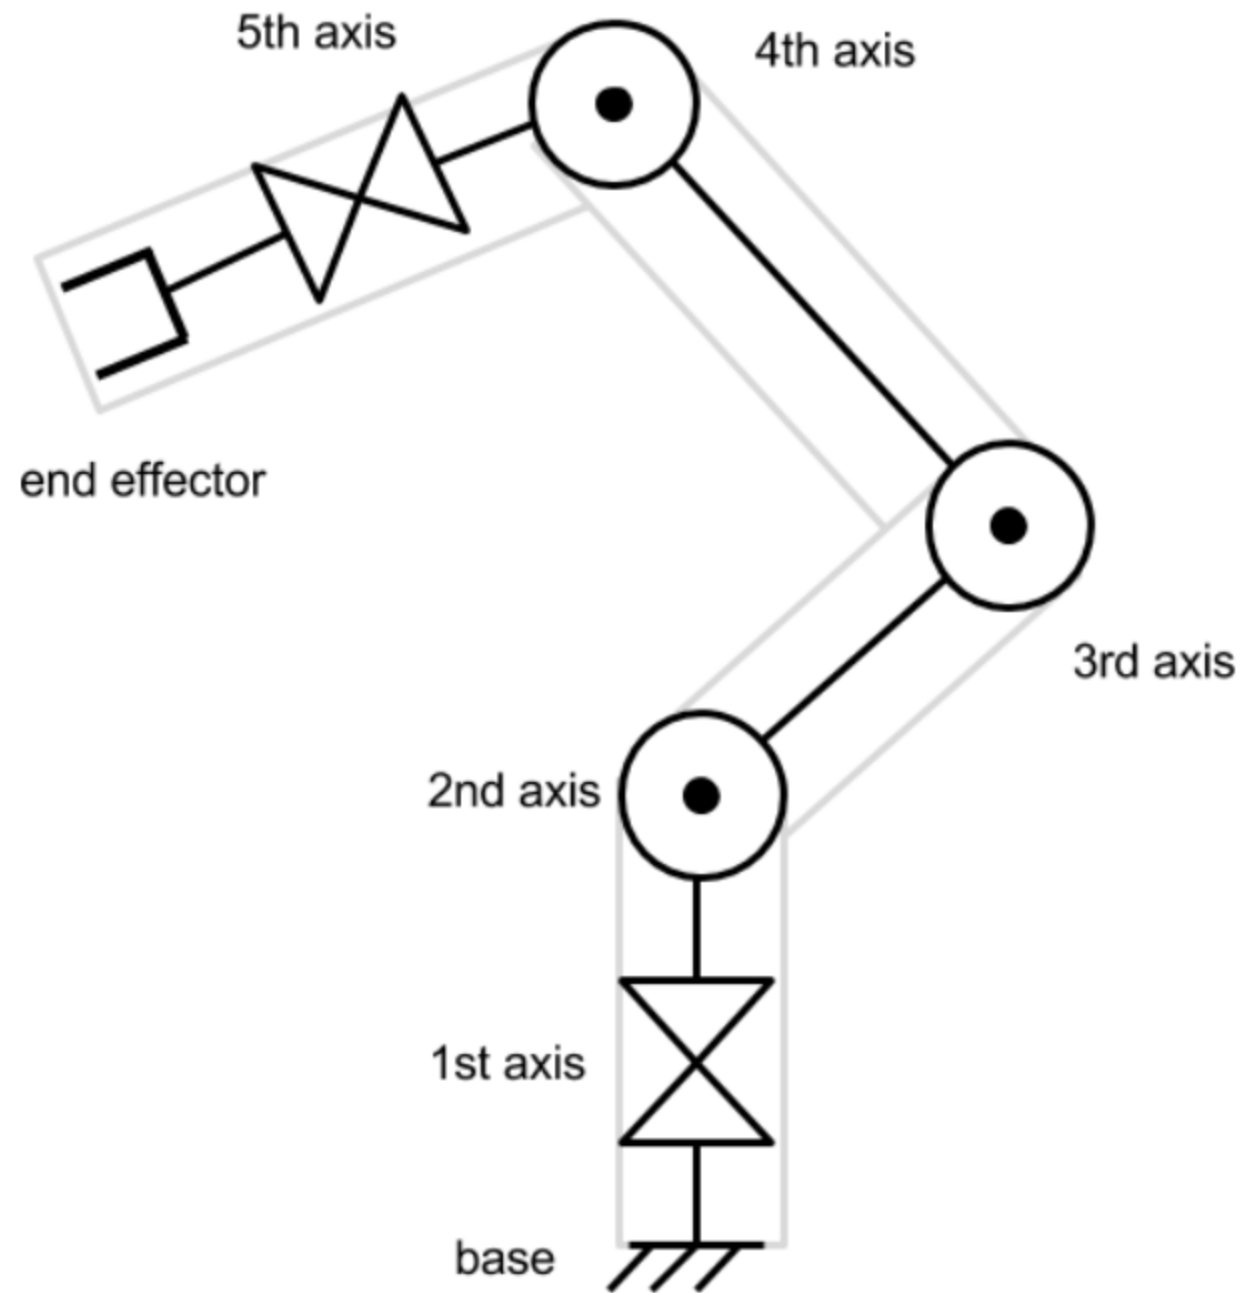 5th axis
4th axis
end effector
3rd axis
2nd axis
1st axis
base